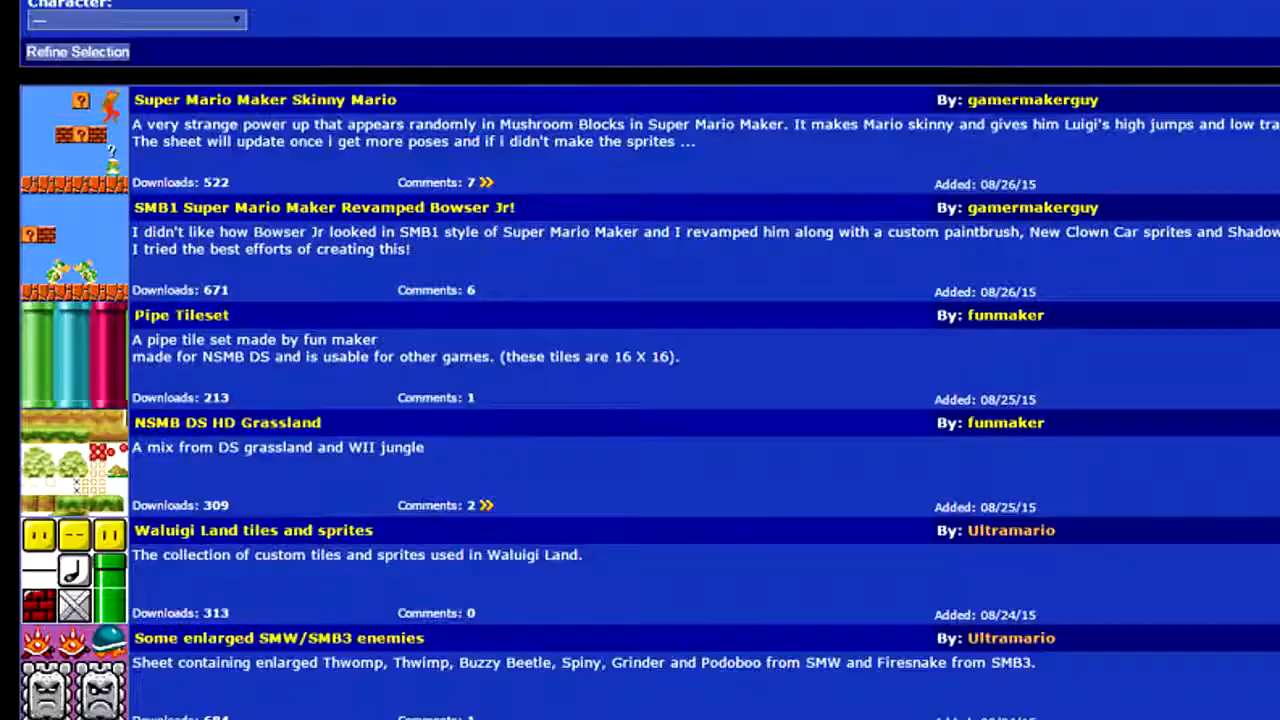 Character:
—
Refine Selection
Super Mario Maker Skinny Mario By: gamermakerguy
A very strange power up that appears randomly in Mushroom Blocks in Super Mario Maker. It makes Mario skinny and gives him Luigi's high jumps and low tra
The sheet will update once i get more poses and if i didn't make the sprites ...
Downloads: 522 Comments: 7 Added: 08/26/15
SMB1 Super Mario Maker Revamped Bowser Jr! By: gamermakerguy
I didn't like how Bowser Jr looked in SMB1 style of Super Mario Maker and I revamped him along with a custom paintbrush, New Clown Car sprites and Shadow
I tried the best efforts of creating this!
Downloads: 671 Comments: 6 Added: 08/26/15
Pipe Tileset By: funmaker
A pipe tile set made by fun maker
made for NSMB DS and is usable for other games. (these tiles are 16 X 16).
Downloads: 213 Comments: 1 Added: 08/25/15
NSMB DS HD Grassland By: funmaker
A mix from DS grassland and WII jungle
Downloads: 309 Comments: 2 Added: 08/25/15
Waluigi Land tiles and sprites By: Ultramario
The collection of custom tiles and sprites used in Waluigi Land.
Downloads: 313 Comments: 0 Added: 08/24/15
Some enlarged SMW/SMB3 enemies By: Ultramario
Sheet containing enlarged Thwomp, Thwimp, Buzzy Beetle, Spiny, Grinder and Podoboo from SMW and Firesnake from SMB3.
Downloads: 684 Comments: 1 Added: 08/24/15